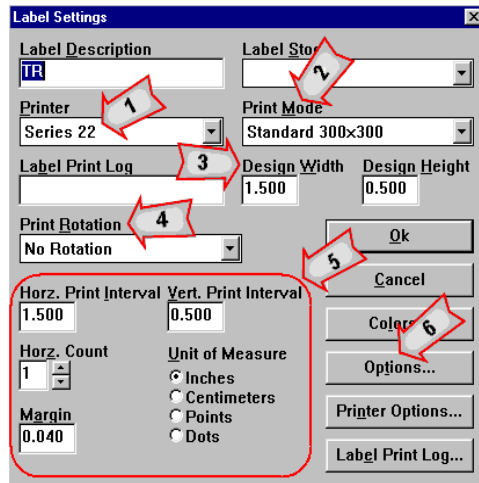 Label Settings
Label Description
Label Stoc
TR
2
Printer
1
Print Mode
Series 22
Standard 300x300
Label Print Log
3
Design Width
Design Height
1.500
0.500
Print Rotation
4
No Rotation
Ok
5
Horz. Print Interval
Vert. Print Interval
Cancel
1.500
0.500
Colors
6
Horz. Count
Unit of Measure
1
Inches
Options...
Centimeters
Margin
Points
Printer Options...
0.040
Dots
Label Print Log...